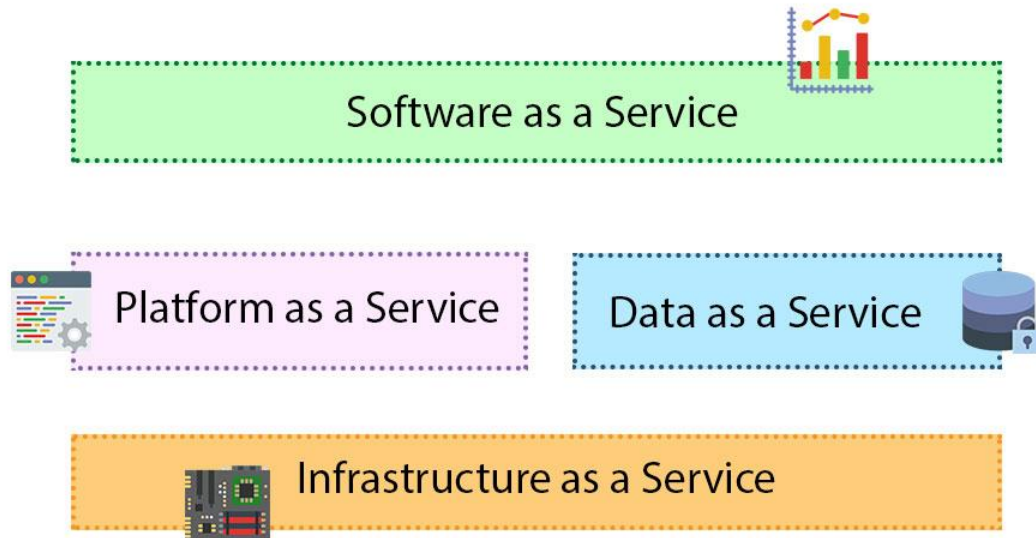 Software as a Service
Platform as a Service
Data as a Service
Infrastructure as a Service